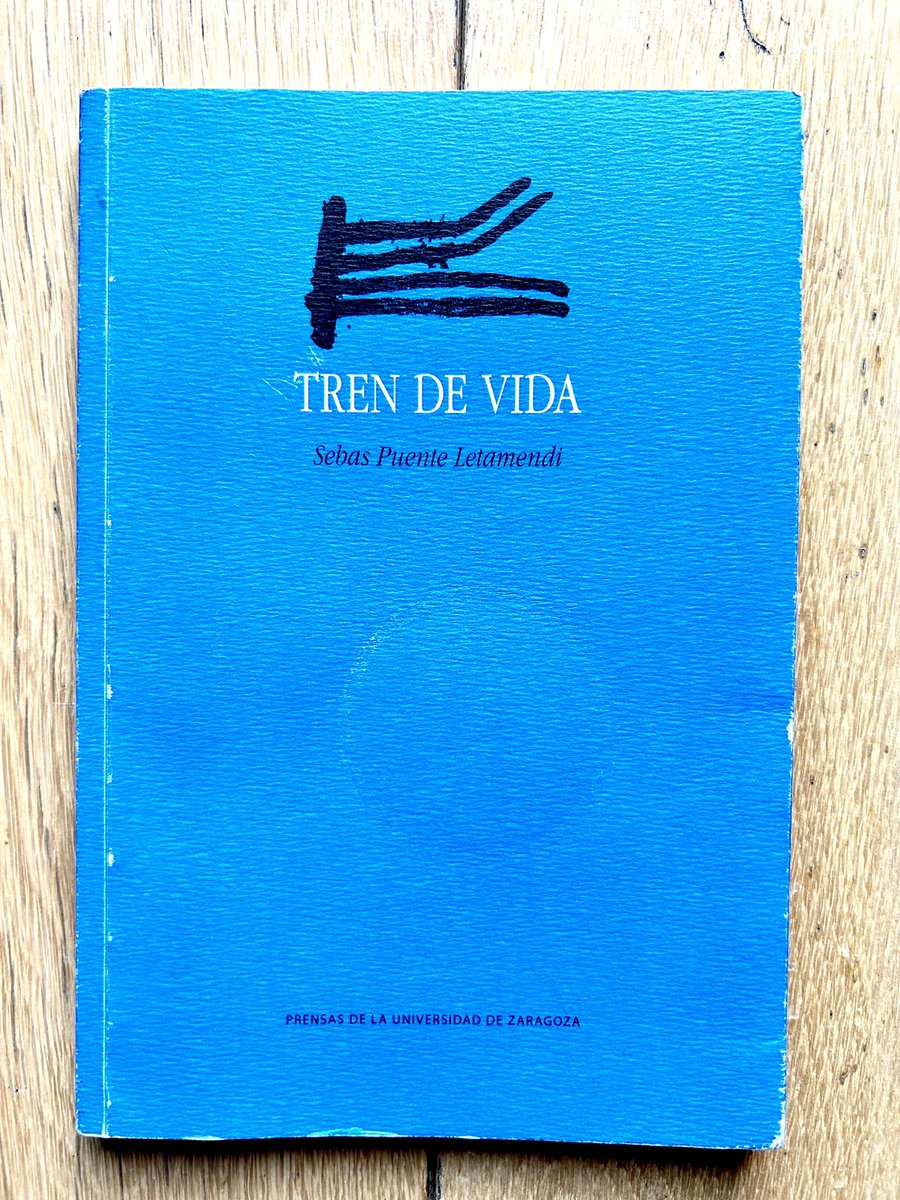 TREN DE VIDA
Sebas Puente Letamendi
PRENSAS DE LA UNIVERSIDAD DE ZARAGOZA